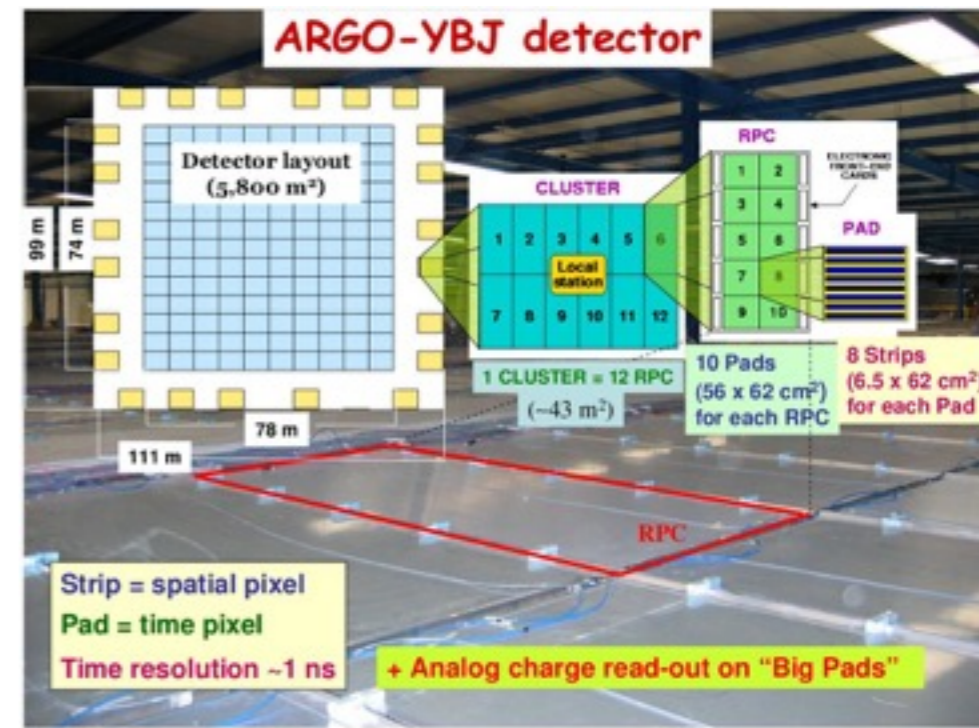 ARGO-YBJ detector
Detector layout
(5,800 m²)
99 m
74 m
78 m
111 m
CLUSTER
1 2 3 4 5 6
Local
station
7 8 9 10 11 12
1 CLUSTER = 12 RPC
(~43 m²)
RPC
1 2
3 4
5 6
7 8
9 10
ELECTRONIC
FRONT-END
CARDS
PAD
10 Pads
(56 x 62 cm²)
for each RPC
8 Strips
(6.5 x 62 cm²)
for each Pad
RPC
Strip = spatial pixel
Pad = time pixel
Time resolution ~1 ns
+ Analog charge read-out on “Big Pads”